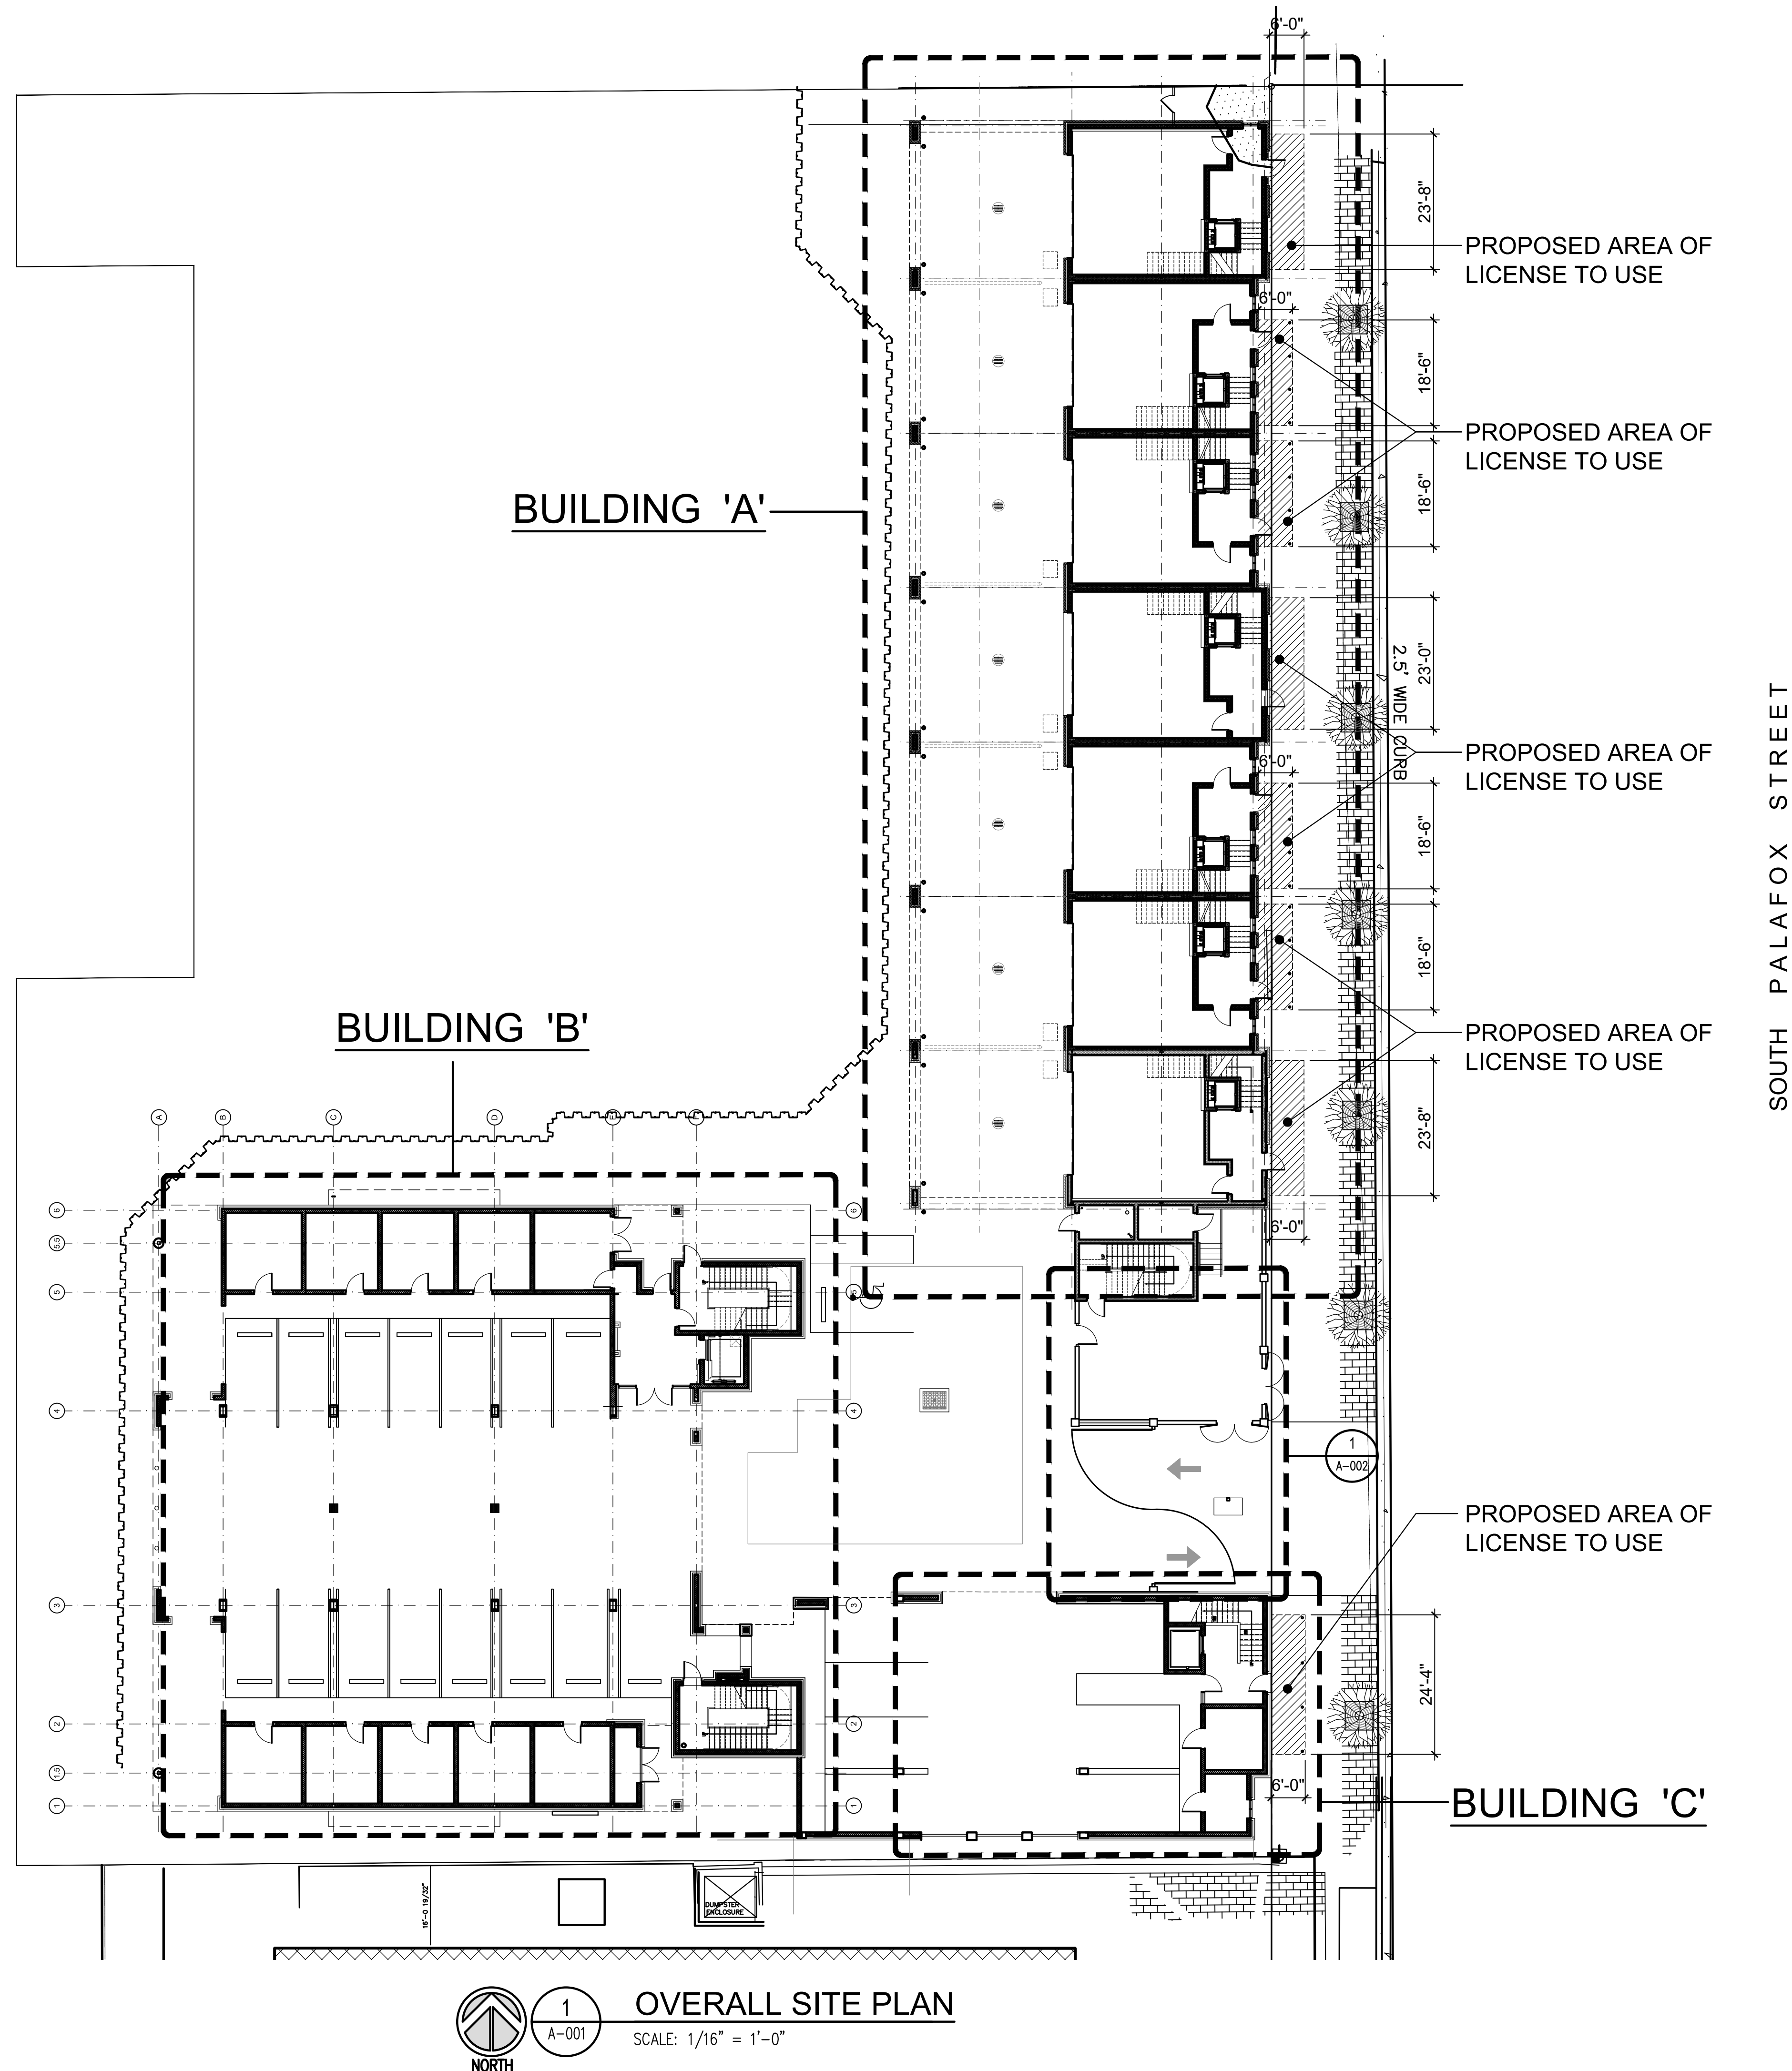 6'-0"
23'-8"
PROPOSED AREA OF
LICENSE TO USE
6'-0"
18'-6"
PROPOSED AREA OF
LICENSE TO USE
18'-6"
BUILDING 'A'
23'-0"
2.5' WIDE CURB
SOUTH PALAFOX STREET
PROPOSED AREA OF
LICENSE TO USE
6'-0"
18'-6"
18'-6"
BUILDING 'B'
PROPOSED AREA OF
LICENSE TO USE
23'-8"
A
B
C
D
6
6
6'-0"
5.5
5
5
4
4
1
A-002
PROPOSED AREA OF
LICENSE TO USE
3
3
24'-4"
2
2
1.5
6'-0"
1
1
BUILDING 'C'
16'-0 19/32"
DUMPSTER
ENCLOSURE
NORTH
1
A-001
OVERALL SITE PLAN
SCALE: 1/16" = 1'-0"